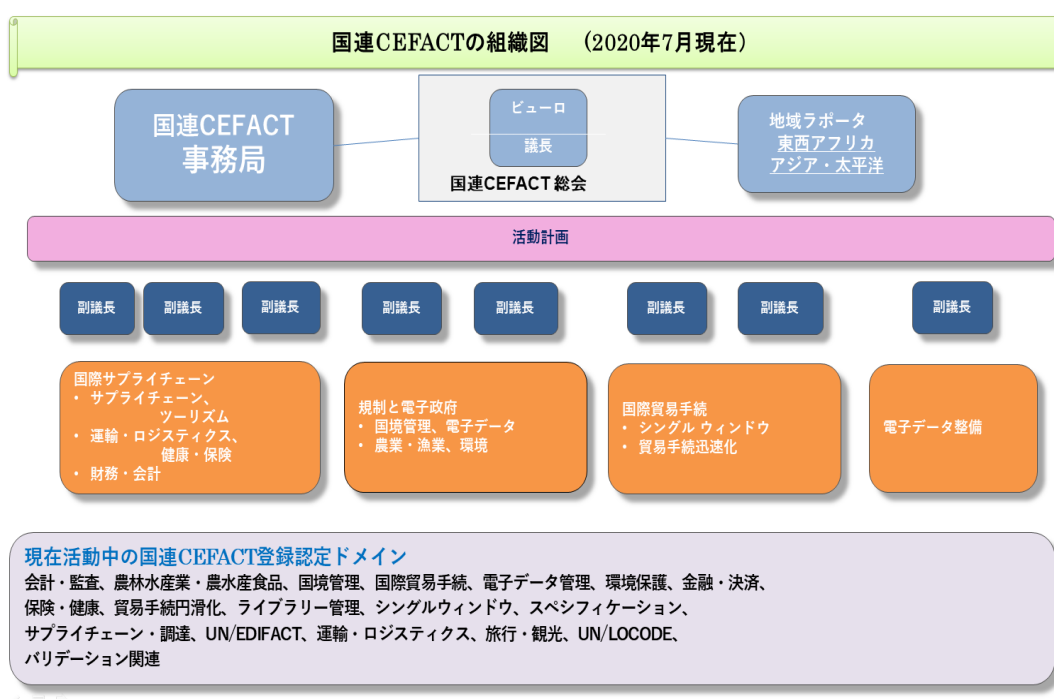 国連CEFACTの組織図　（2020年7月現在）
国連CEFACT
事務局
ビューロ
議長
国連CEFACT 総会
地域ラポータ
東西アフリカ
アジア・太平洋
活動計画
副議長
副議長
副議長
副議長
副議長
副議長
副議長
副議長
国際サプライチェーン
• サプライチェーン、
ツーリズム
• 運輸・ロジスティクス、
健康・保険
• 財務・会計
規制と電子政府
• 国境管理、電子データ
• 農業・漁業、環境
国際貿易手続
• シングル ウィンドウ
• 貿易手続迅速化
電子データ整備
現在活動中の国連CEFACT登録認定ドメイン
会計・監査、農林水産業・農水産食品、国境管理、国際貿易手続、電子データ管理、環境保護、金融・決済、
保険・健康、貿易手続円滑化、ライブラリー管理、シングルウィンドウ、スペシフィケーション、
サプライチェーン・調達、UN/EDIFACT、運輸・ロジスティクス、旅行・観光、UN/LOCODE、
バリデーション関連